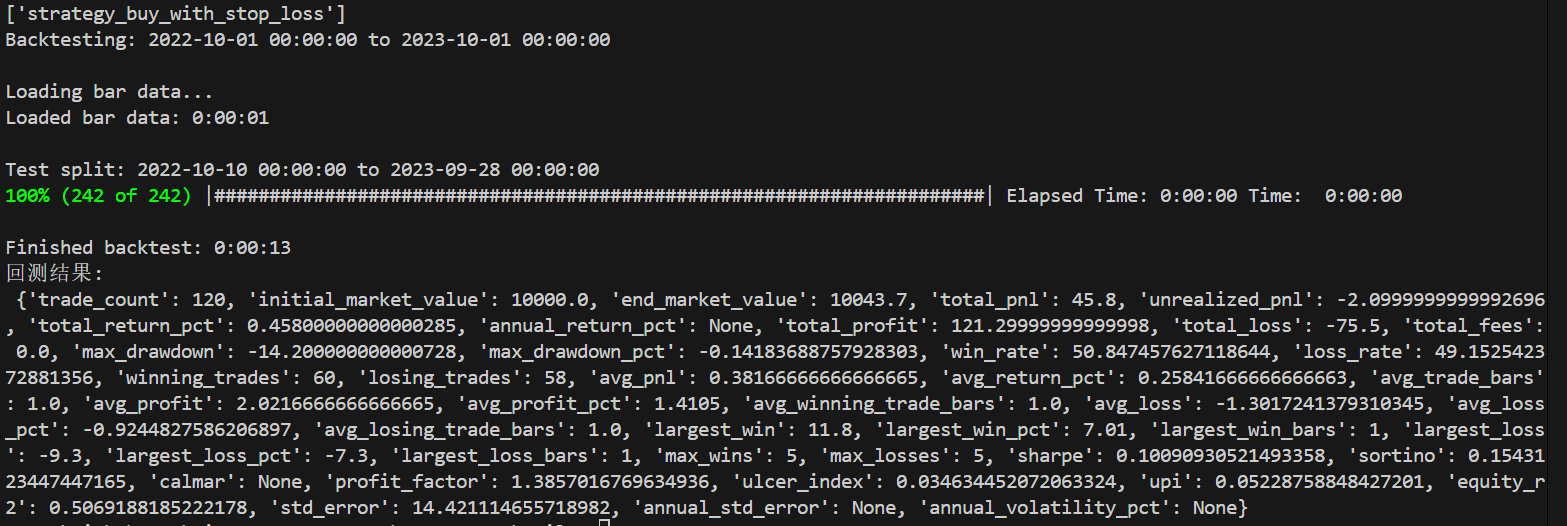 ['strategy_buy_with_stop_loss']
Backtesting: 2022-10-01 00:00:00 to 2023-10-01 00:00:00
Loading bar data...
Loaded bar data: 0:00:01
Test split: 2022-10-10 00:00:00 to 2023-09-28 00:00:00
100% (242 of 242) |######################################################################| Elapsed Time: 0:00:00 Time:  0:00:00
Finished backtest: 0:00:13
回测结果:
 {'trade_count': 120, 'initial_market_value': 10000.0, 'end_market_value': 10043.7, 'total_pnl': 45.8, 'unrealized_pnl': -2.0999999999992696
, 'total_return_pct': 0.45800000000000285, 'annual_return_pct': None, 'total_profit': 121.29999999999998, 'total_loss': -75.5, 'total_fees':
 0.0, 'max_drawdown': -14.200000000000728, 'max_drawdown_pct': -0.14183688757928303, 'win_rate': 50.847457627118644, 'loss_rate': 49.1525423
72881356, 'winning_trades': 60, 'losing_trades': 58, 'avg_pnl': 0.38166666666666665, 'avg_return_pct': 0.25841666666666663, 'avg_trade_bars'
: 1.0, 'avg_profit': 2.0216666666666665, 'avg_profit_pct': 1.4105, 'avg_winning_trade_bars': 1.0, 'avg_loss': -1.3017241379310345, 'avg_loss
_pct': -0.9244827586206897, 'avg_losing_trade_bars': 1.0, 'largest_win': 11.8, 'largest_win_pct': 7.01, 'largest_win_bars': 1, 'largest_loss
': -9.3, 'largest_loss_pct': -7.3, 'largest_loss_bars': 1, 'max_wins': 5, 'max_losses': 5, 'sharpe': 0.10090930521493358, 'sortino': 0.15431
23447447165, 'calmar': None, 'profit_factor': 1.3857016769634936, 'ulcer_index': 0.034634452072063324, 'upi': 0.05228758848427201, 'equity_r
2': 0.5069188185222178, 'std_error': 14.421114655718982, 'annual_std_error': None, 'annual_volatility_pct': None}